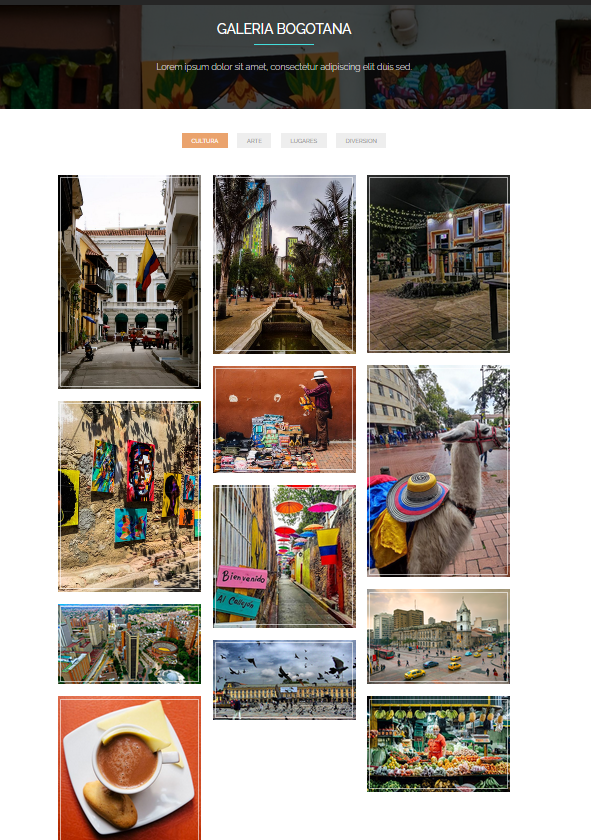 GALERIA BOGOTANA
Lorem ipsum dolor sit amet, consectetur adipiscing elit duis sed.
CULTURA
ARTE
LUGARES
DIVERSION
Bienvenido
Al Callejón